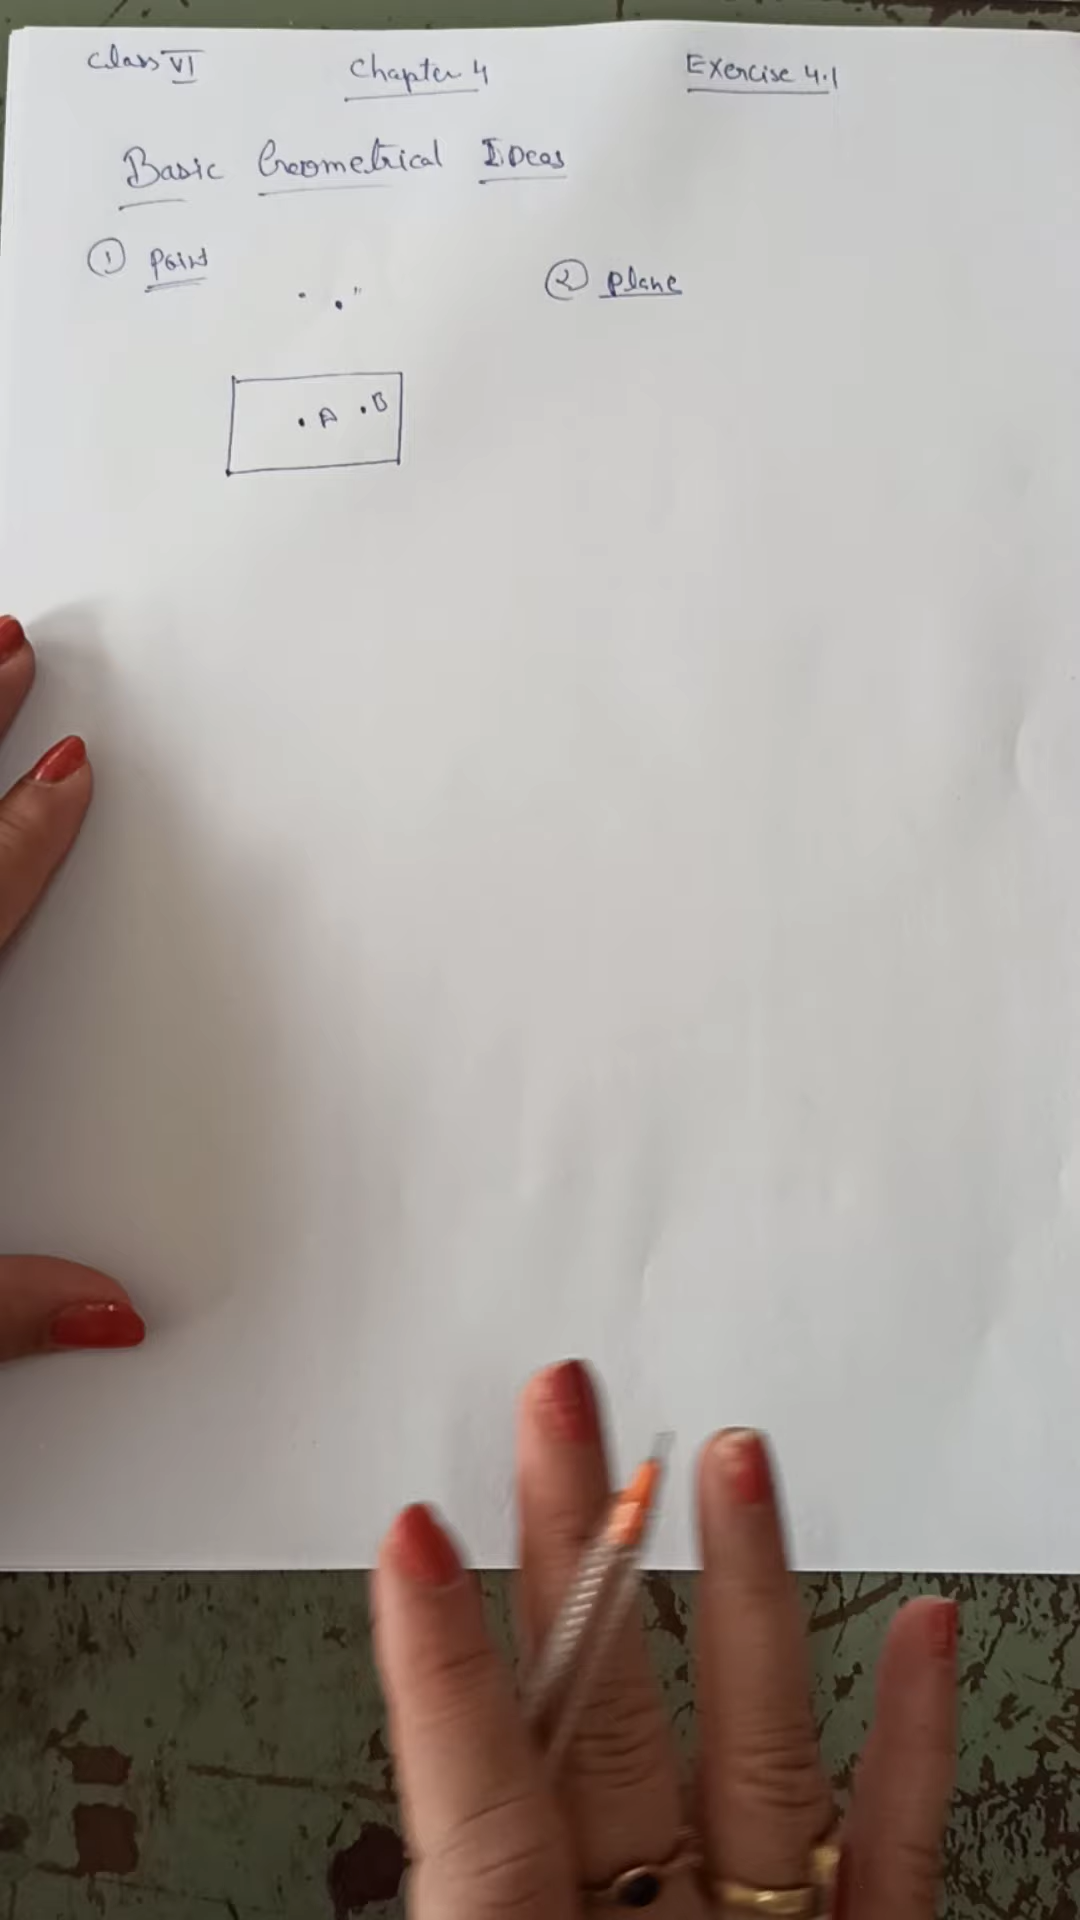 Class VI Chapter 4 Exercise 4.1
Basic Geometrical Ideas
① Point ② Plane
. A . B